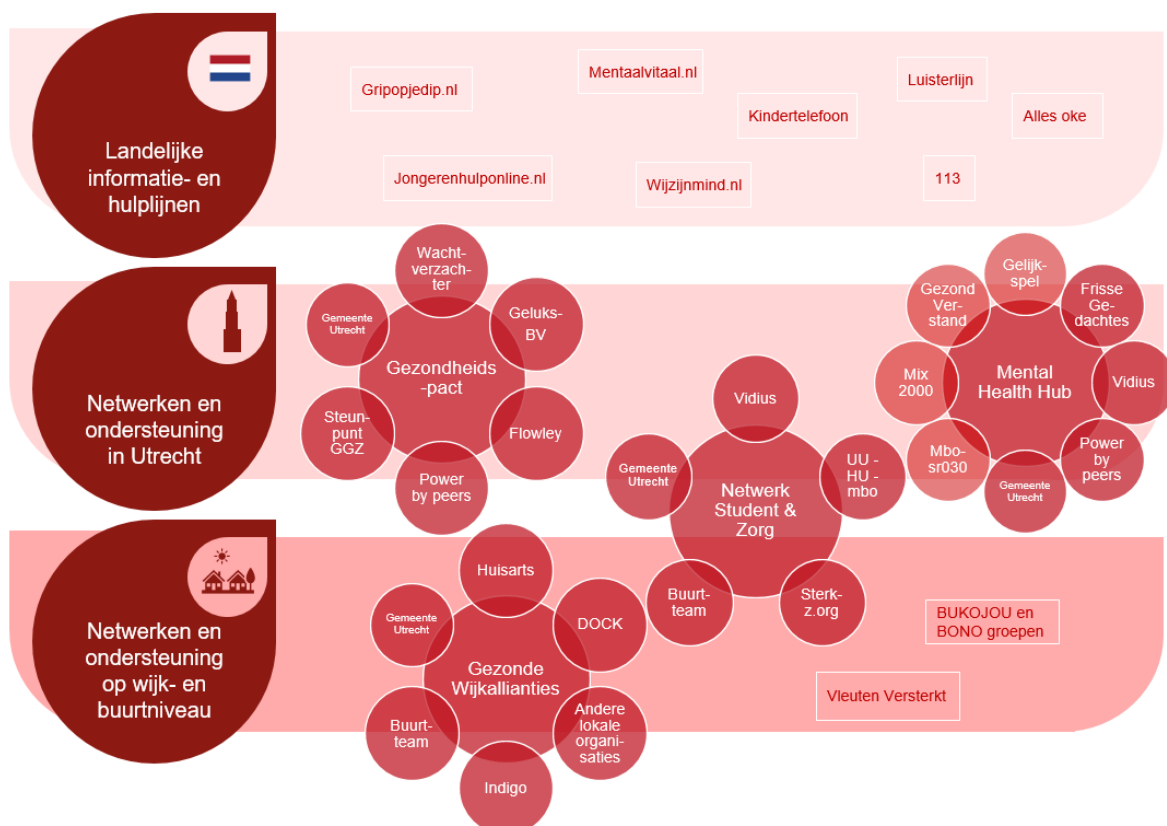 Landelijke
informatie- en
hulplijnen
Gripopjedip.nl
Mentaalvitaal.nl
Kindertelefoon
Luisterlijn
Alles oke
Jongerenhulponline.nl
Wijzijnmind.nl
113
Netwerken en
ondersteuning
in Utrecht
Gezondheids
-pact
Wacht-
verzach-
ter
Geluks-
BV
Flowley
Power
by peers
Steun-
punt
GGZ
Gemeente
Utrecht
Netwerk
Student &
Zorg
Vidius
UU -
HU -
mbo
Sterk-
z.org
Buurt-
team
Gemeente
Utrecht
Mental
Health Hub
Gelijk-
spel
Frisse
Ge-
dachtes
Vidius
Power
by
peers
Gemeente
Utrecht
Mbo-
sr030
Mix
2000
Gezond
Ver-
stand
Netwerken en
ondersteuning
op wijk- en
buurtniveau
Gezonde
Wijkallianties
Huisarts
DOCK
Andere
lokale
organi-
saties
Indigo
Buurt-
team
Gemeente
Utrecht
BUKOJOU en
BONO groepen
Vleuten Versterkt